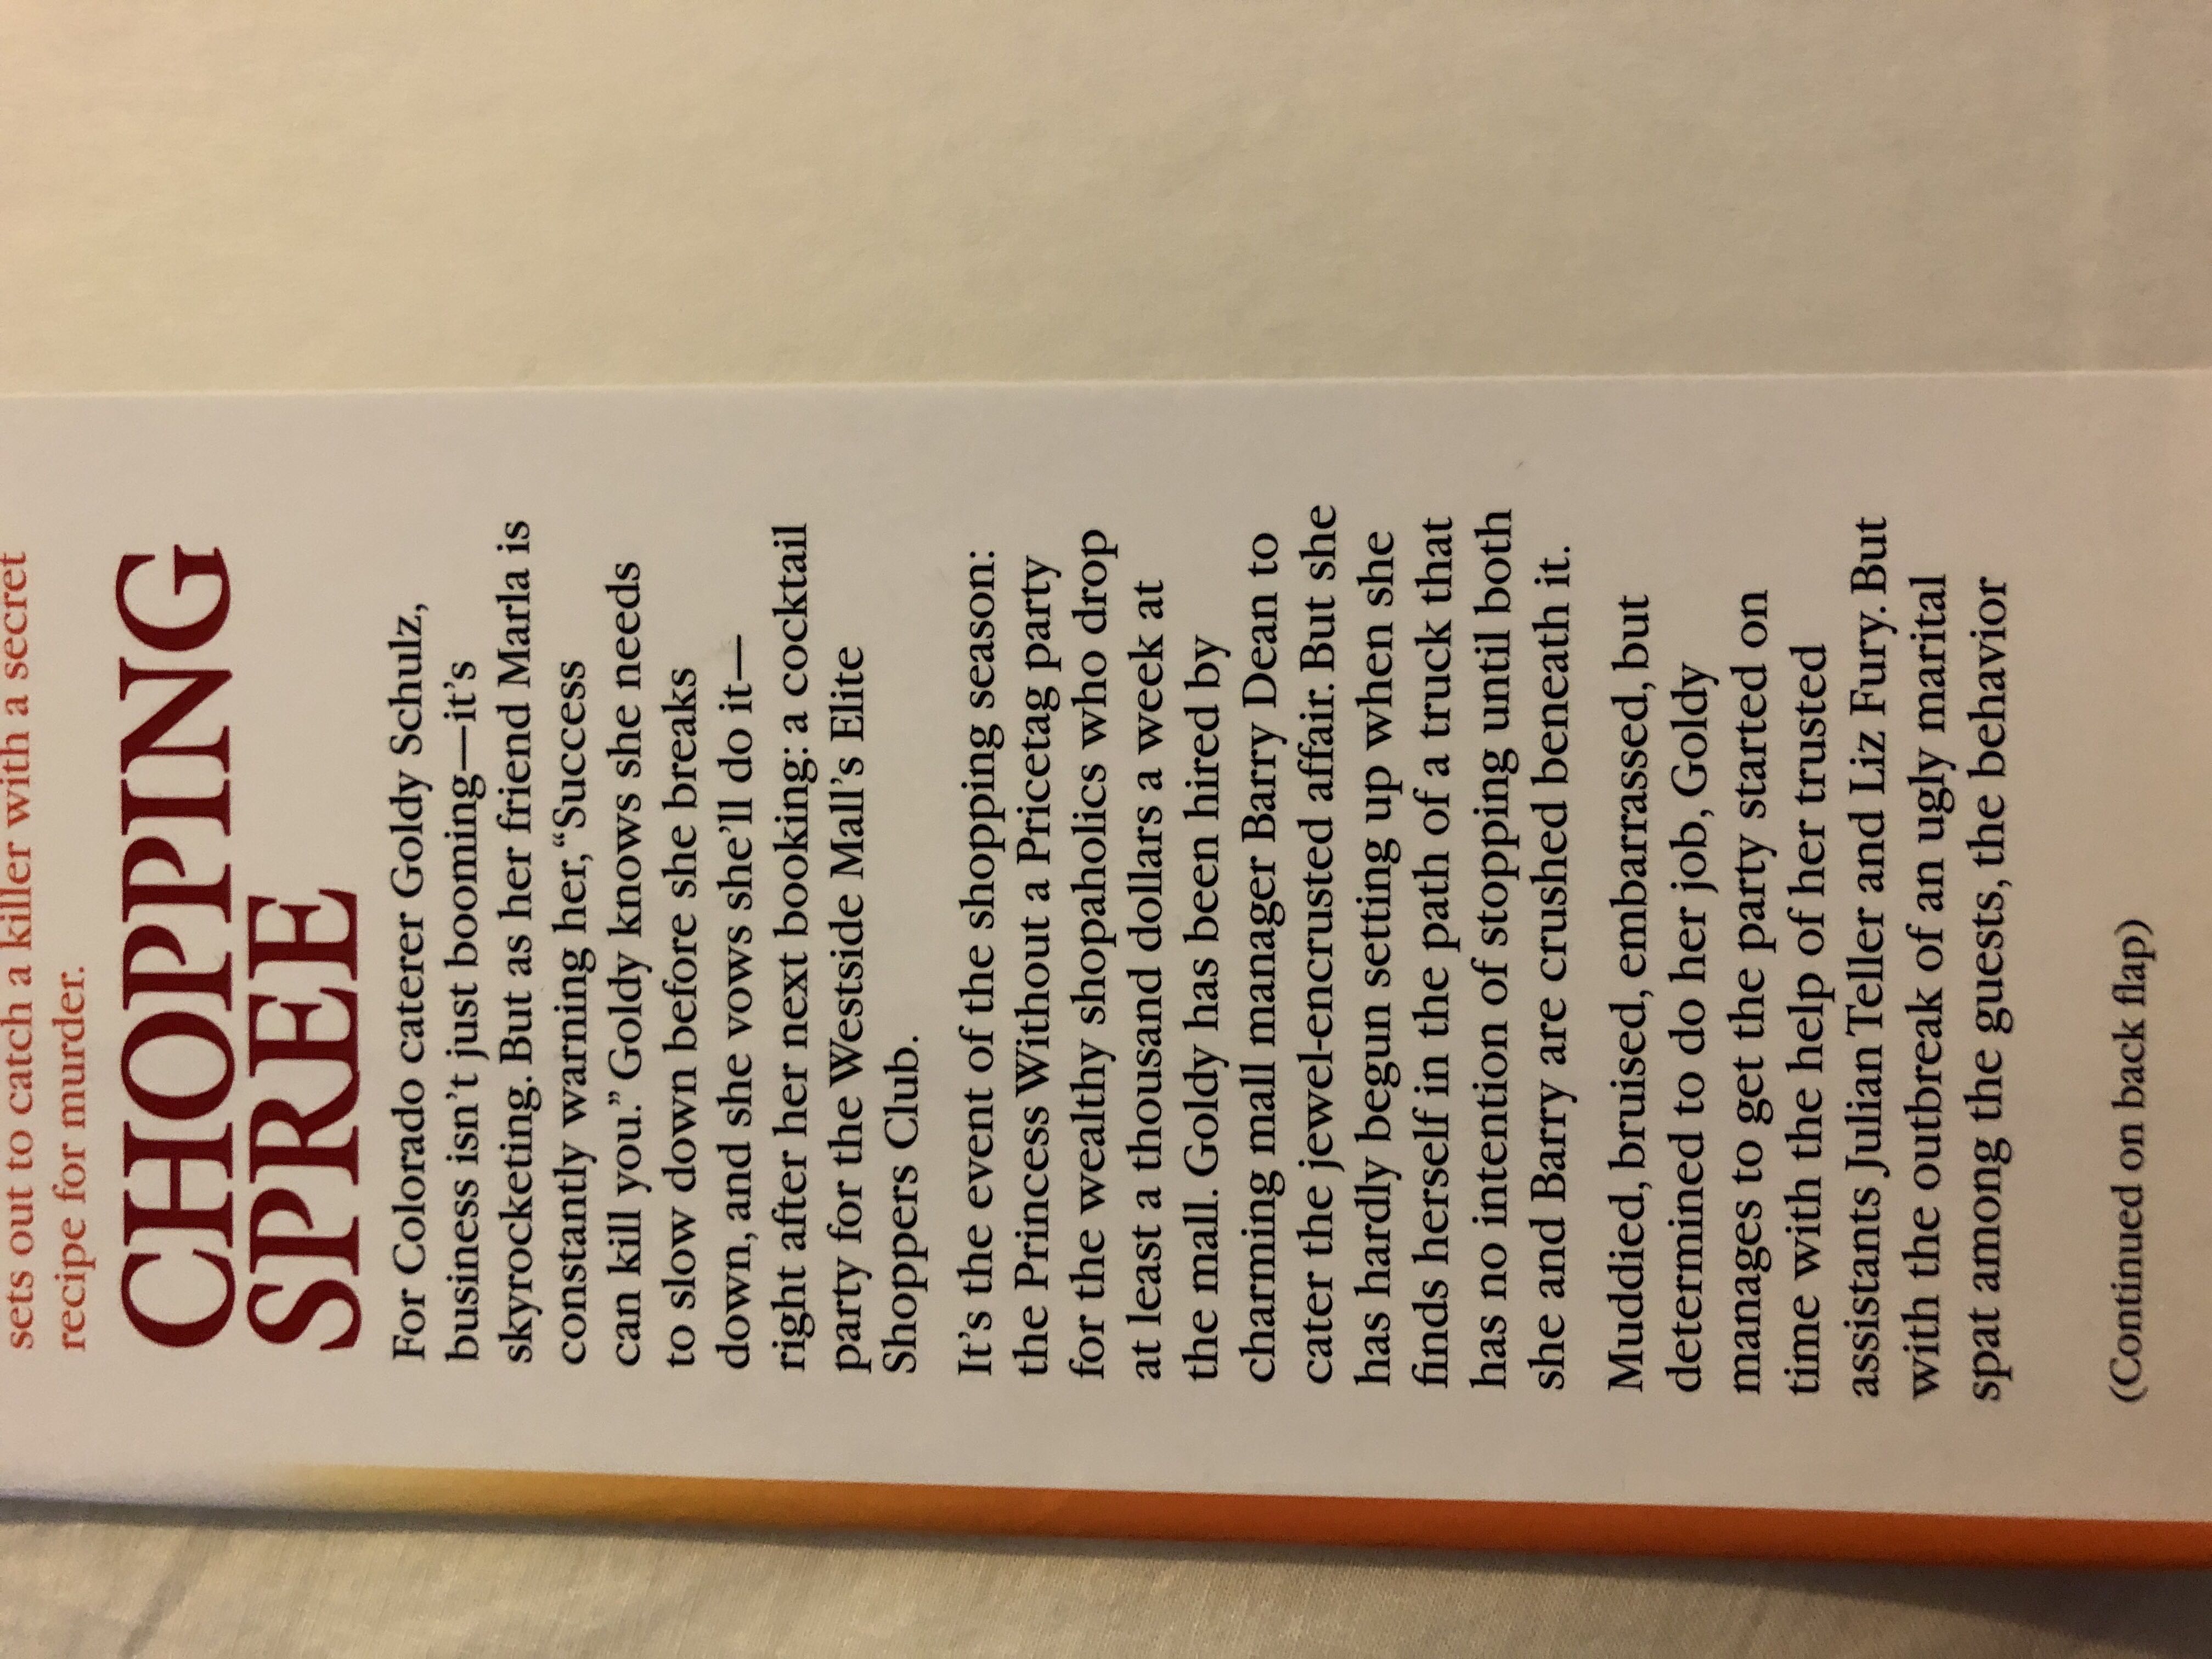 sets out to catch a killer with a secret
recipe for murder.
CHOPPING
SPREE
For Colorado caterer Goldy Schulz,
business isn't just booming—it's
skyrocketing. But as her friend Marla is
constantly warning her, “Success
can kill you.” Goldy knows she needs
to slow down before she breaks
down, and she vows she'll do it—
right after her next booking: a cocktail
party for the Westside Mall's Elite
Shoppers Club.
It's the event of the shopping season:
the Princess Without a Pricetag party
for the wealthy shopaholics who drop
at least a thousand dollars a week at
the mall. Goldy has been hired by
charming mall manager Barry Dean to
cater the jewel-encrusted affair. But she
has hardly begun setting up when she
finds herself in the path of a truck that
has no intention of stopping until both
she and Barry are crushed beneath it.
Muddied, bruised, embarrassed, but
determined to do her job, Goldy
manages to get the party started on
time with the help of her trusted
assistants Julian Teller and Liz Fury. But
with the outbreak of an ugly marital
spat among the guests, the behavior
(Continued on back flap)